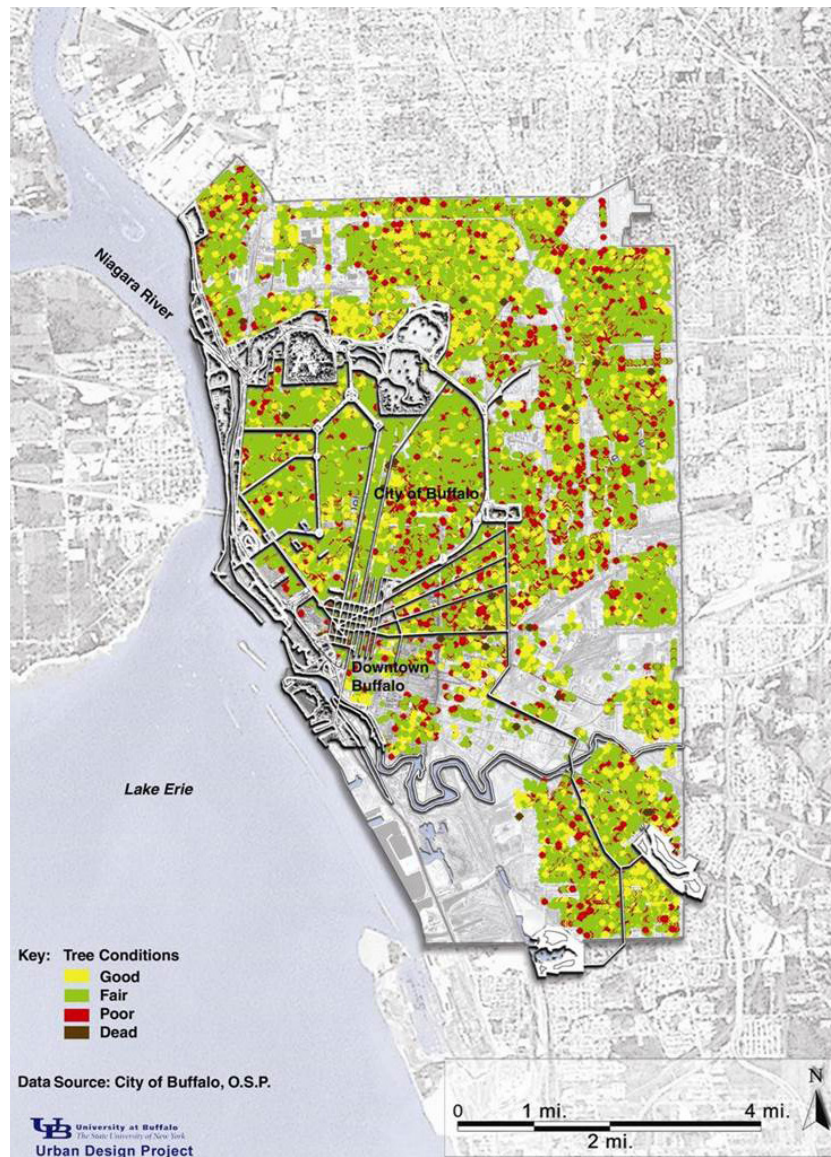 Niagara River
City of Buffalo
Downtown
Buffalo
Lake Erie
Key: Tree Conditions
Good
Fair
Poor
Dead
Data Source: City of Buffalo, O.S.P.
UB University at Buffalo
The State University of New York
Urban Design Project
N
0 1 mi. 4 mi.
2 mi.